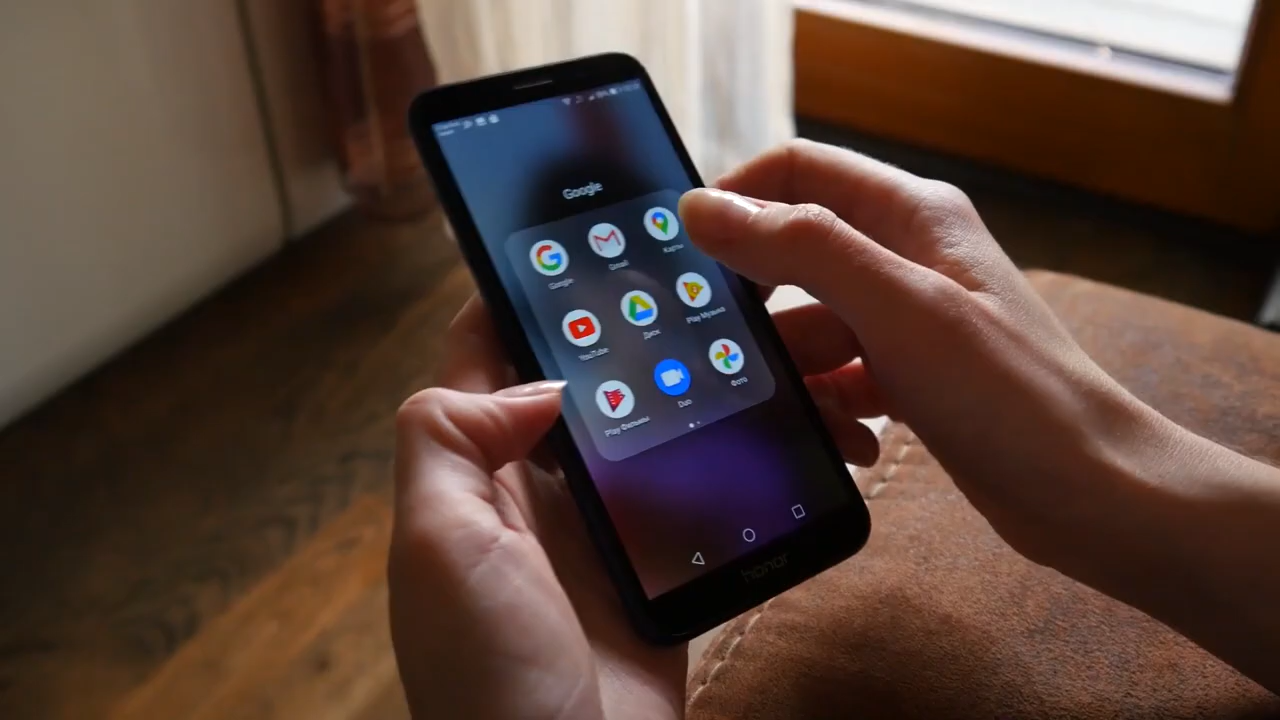 Google
Google
Gmail
Карты
YouTube
Диск
Play Музыка
Play Фильмы
Duo
Фото
honor